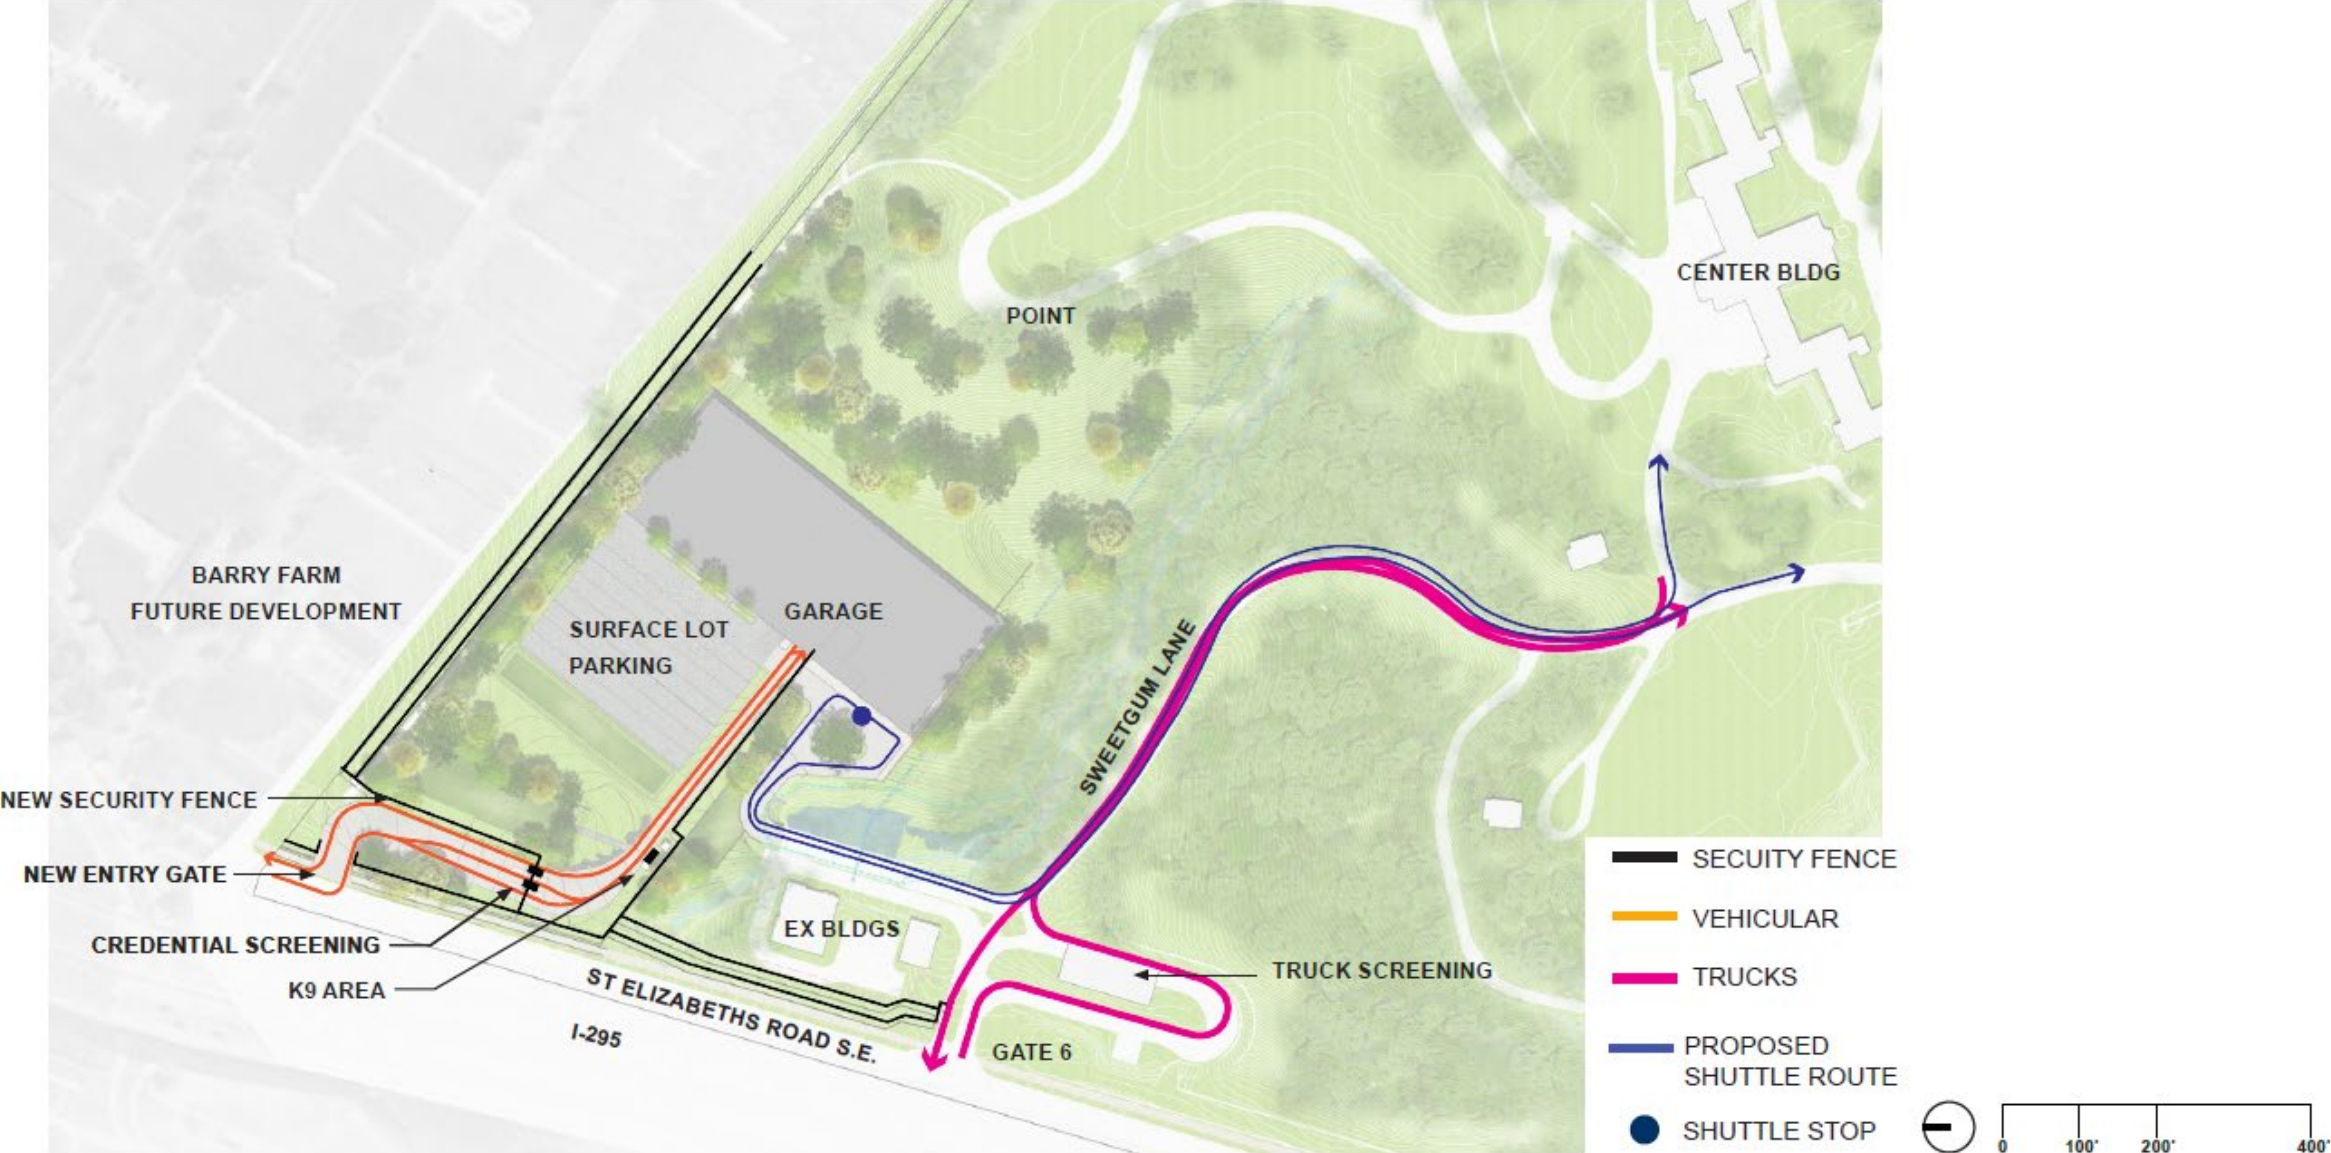 CENTER BLDG
POINT
BARRY FARM
FUTURE DEVELOPMENT
GARAGE
SURFACE LOT
PARKING
SWEETGUM LANE
NEW SECURITY FENCE
NEW ENTRY GATE
CREDENTIAL SCREENING
K9 AREA
EX BLDGS
TRUCK SCREENING
ST ELIZABETHS ROAD S.E.
I-295
GATE 6
SECUITY FENCE
VEHICULAR
TRUCKS
PROPOSED
SHUTTLE ROUTE
SHUTTLE STOP
0 100' 200' 400'